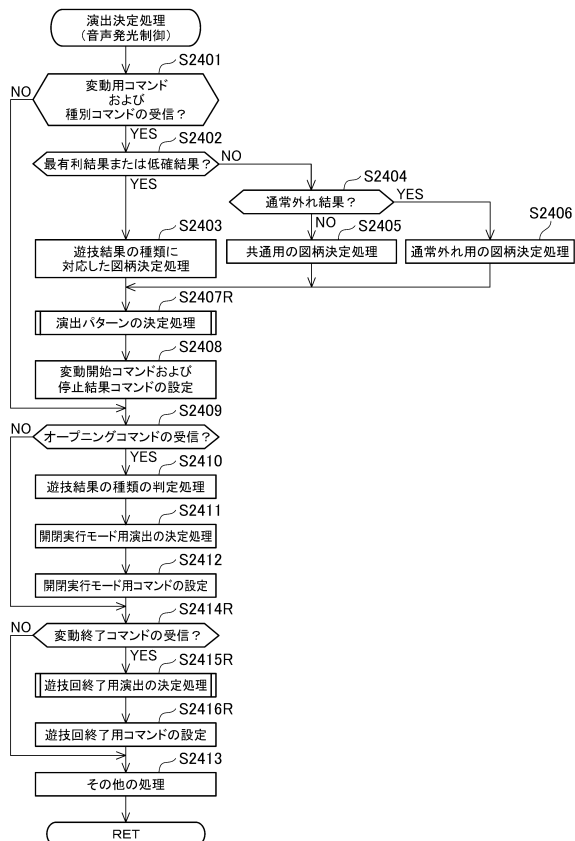 演出決定処理
(音声発光制御)
S2401
変動用コマンド
および
種別コマンドの受信？
NO
YES
S2402
最有利結果または低確結果？
NO
YES
S2404
通常外れ結果？
YES
NO
S2403
遊技結果の種類に
対応した図柄決定処理
S2405
共通用の図柄決定処理
S2406
通常外れ用の図柄決定処理
S2407R
演出パターンの決定処理
S2408
変動開始コマンドおよび
停止結果コマンドの設定
S2409
オープニングコマンドの受信？
NO
YES
S2410
遊技結果の種類の判定処理
S2411
開閉実行モード用演出の決定処理
S2412
開閉実行モード用コマンドの設定
S2414R
変動終了コマンドの受信？
NO
YES
S2415R
遊技回終了用演出の決定処理
S2416R
遊技回終了用コマンドの設定
S2413
その他の処理
RET